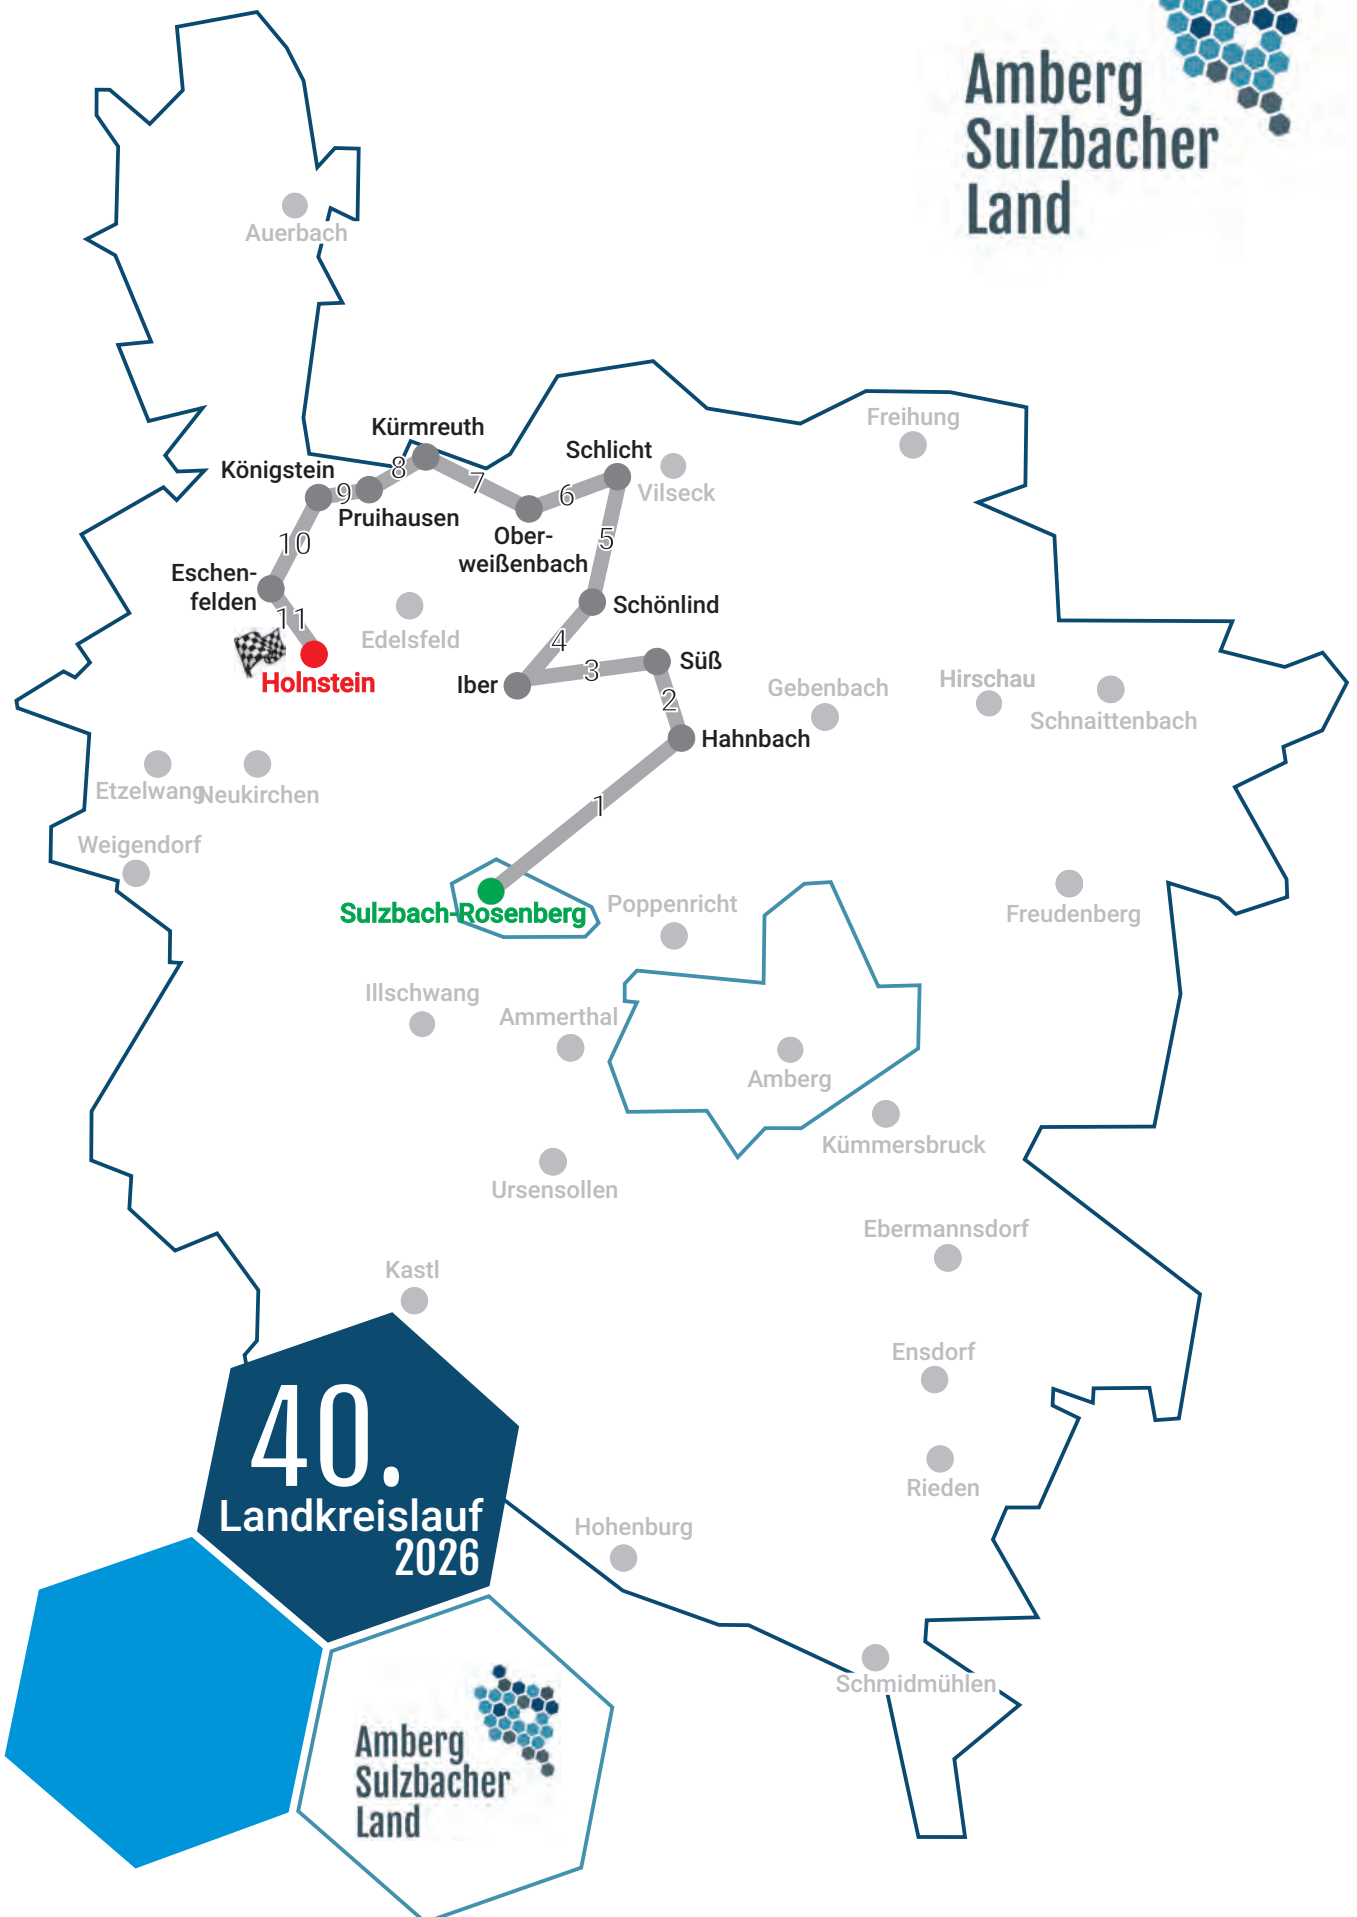 Amberg
Sulzbacher
Land
Auerbach
Freihung
Kürmreuth
Schlicht
Königstein
8
7
Vilseck
9
6
Pruihausen
Ober-
weißenbach
5
10
Eschen-
felden
11
Schönlind
Edelsfeld
4
Holnstein
3
Süß
Iber
2
Gebenbach
Hirschau
Schnaittenbach
Hahnbach
Etzelwang
Neukirchen
1
Weigendorf
Sulzbach-Rosenberg
Poppenricht
Freudenberg
Illschwang
Ammerthal
Amberg
Kümmersbruck
Ursensollen
Ebermannsdorf
Kastl
Ensdorf
40.
Landkreislauf
2026
Rieden
Hohenburg
Schmidmühlen
Amberg
Sulzbacher
Land